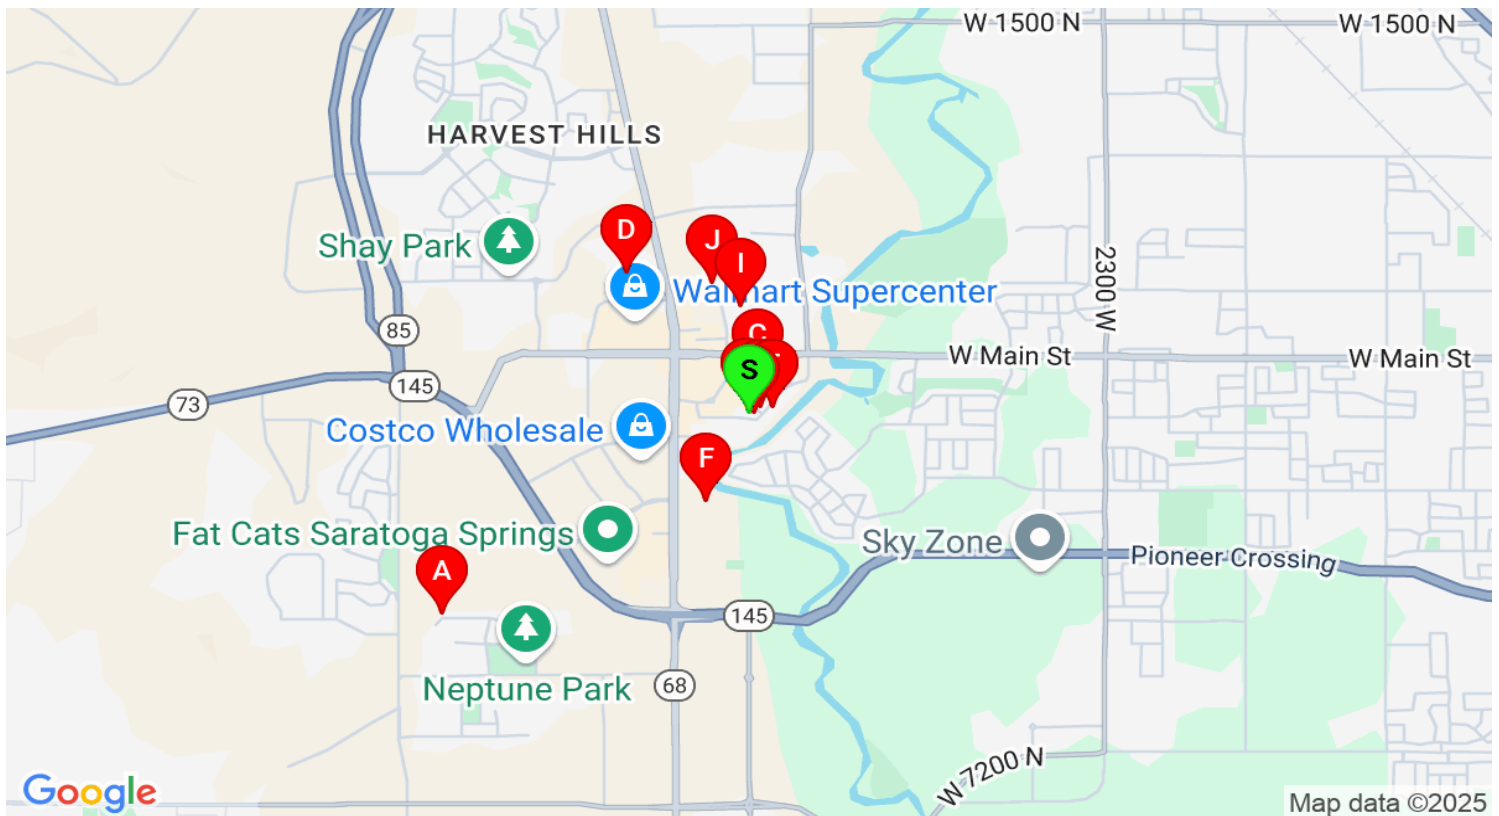 W 1500 N
W 1500 N
HARVEST HILLS
Shay Park
D
J
I
Walmart Supercenter
2300 W
85
C
W Main St
W Main St
145
S
73
Costco Wholesale
F
Fat Cats Saratoga Springs
Sky Zone
Pioneer Crossing
A
145
Neptune Park
68
W 7200 N
Google
Map data ©2025